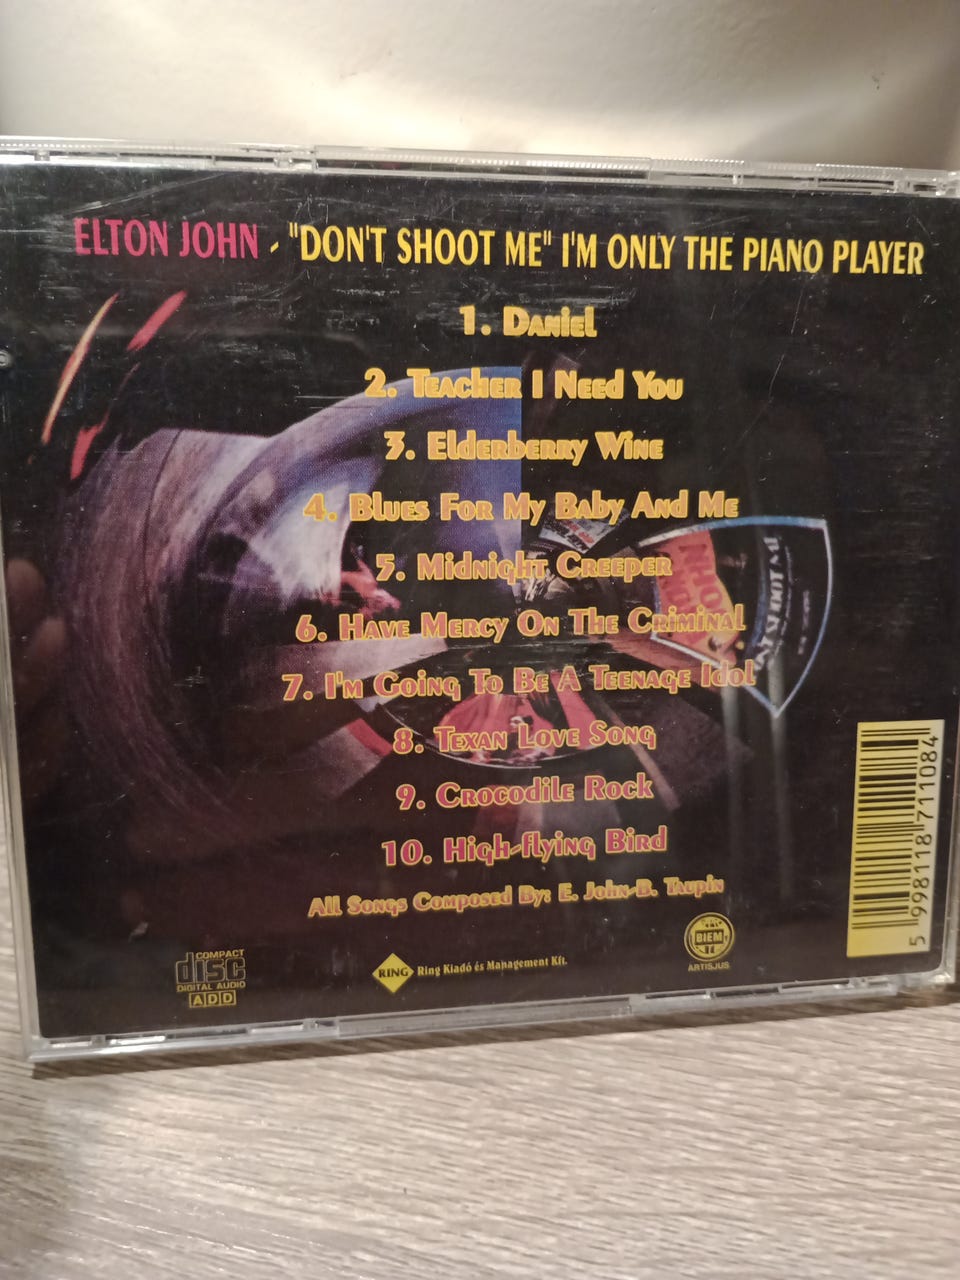 ELTON JOHN - "DON'T SHOOT ME" I'M ONLY THE PIANO PLAYER
1. Daniel
2. Teacher I Need You
3. Elderberry Wine
4. Blues For My Baby And Me
5. Midnight Creeper
6. Have Mercy On The Criminal
7. I'm Going To Be A Teenage Idol
8. Texan Love Song
9. Crocodile Rock
10. High-flying Bird
All Songs Composed By: E. John-B. Taupin
COMPACT
disc
DIGITAL AUDIO
ADD
RING
Ring Kiadó és Management Kft.
BIEM
ARTISJUS
5 998118 711084